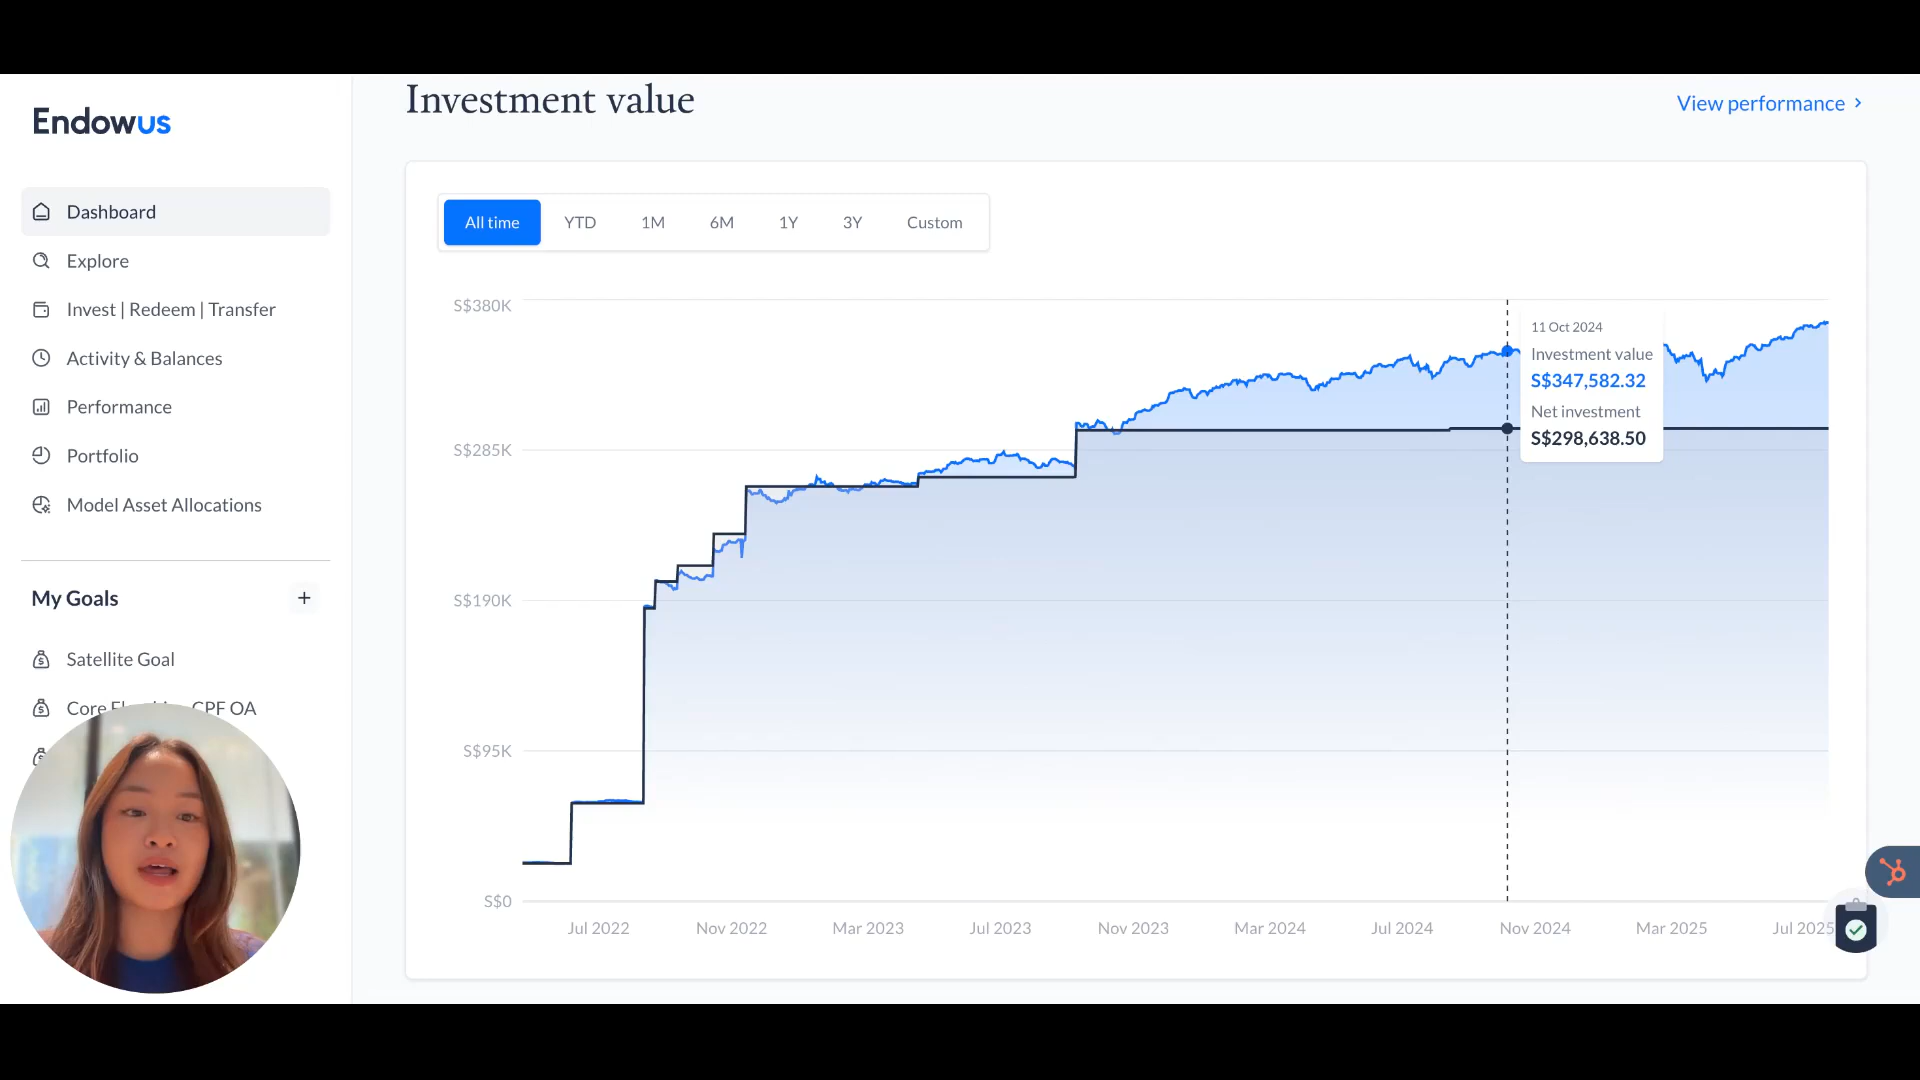 Endowus
Dashboard
Explore
Invest | Redeem | Transfer
Activity & Balances
Performance
Portfolio
Model Asset Allocations
My Goals
+
Satellite Goal
Core CPF OA
Investment value
View performance
All time YTD 1M 6M 1Y 3Y Custom
S$380K
S$285K
S$190K
S$95K
S$0
11 Oct 2024
Investment value
S$347,582.32
Net investment
S$298,638.50
Jul 2022 Nov 2022 Mar 2023 Jul 2023 Nov 2023 Mar 2024 Jul 2024 Nov 2024 Mar 2025 Jul 2025